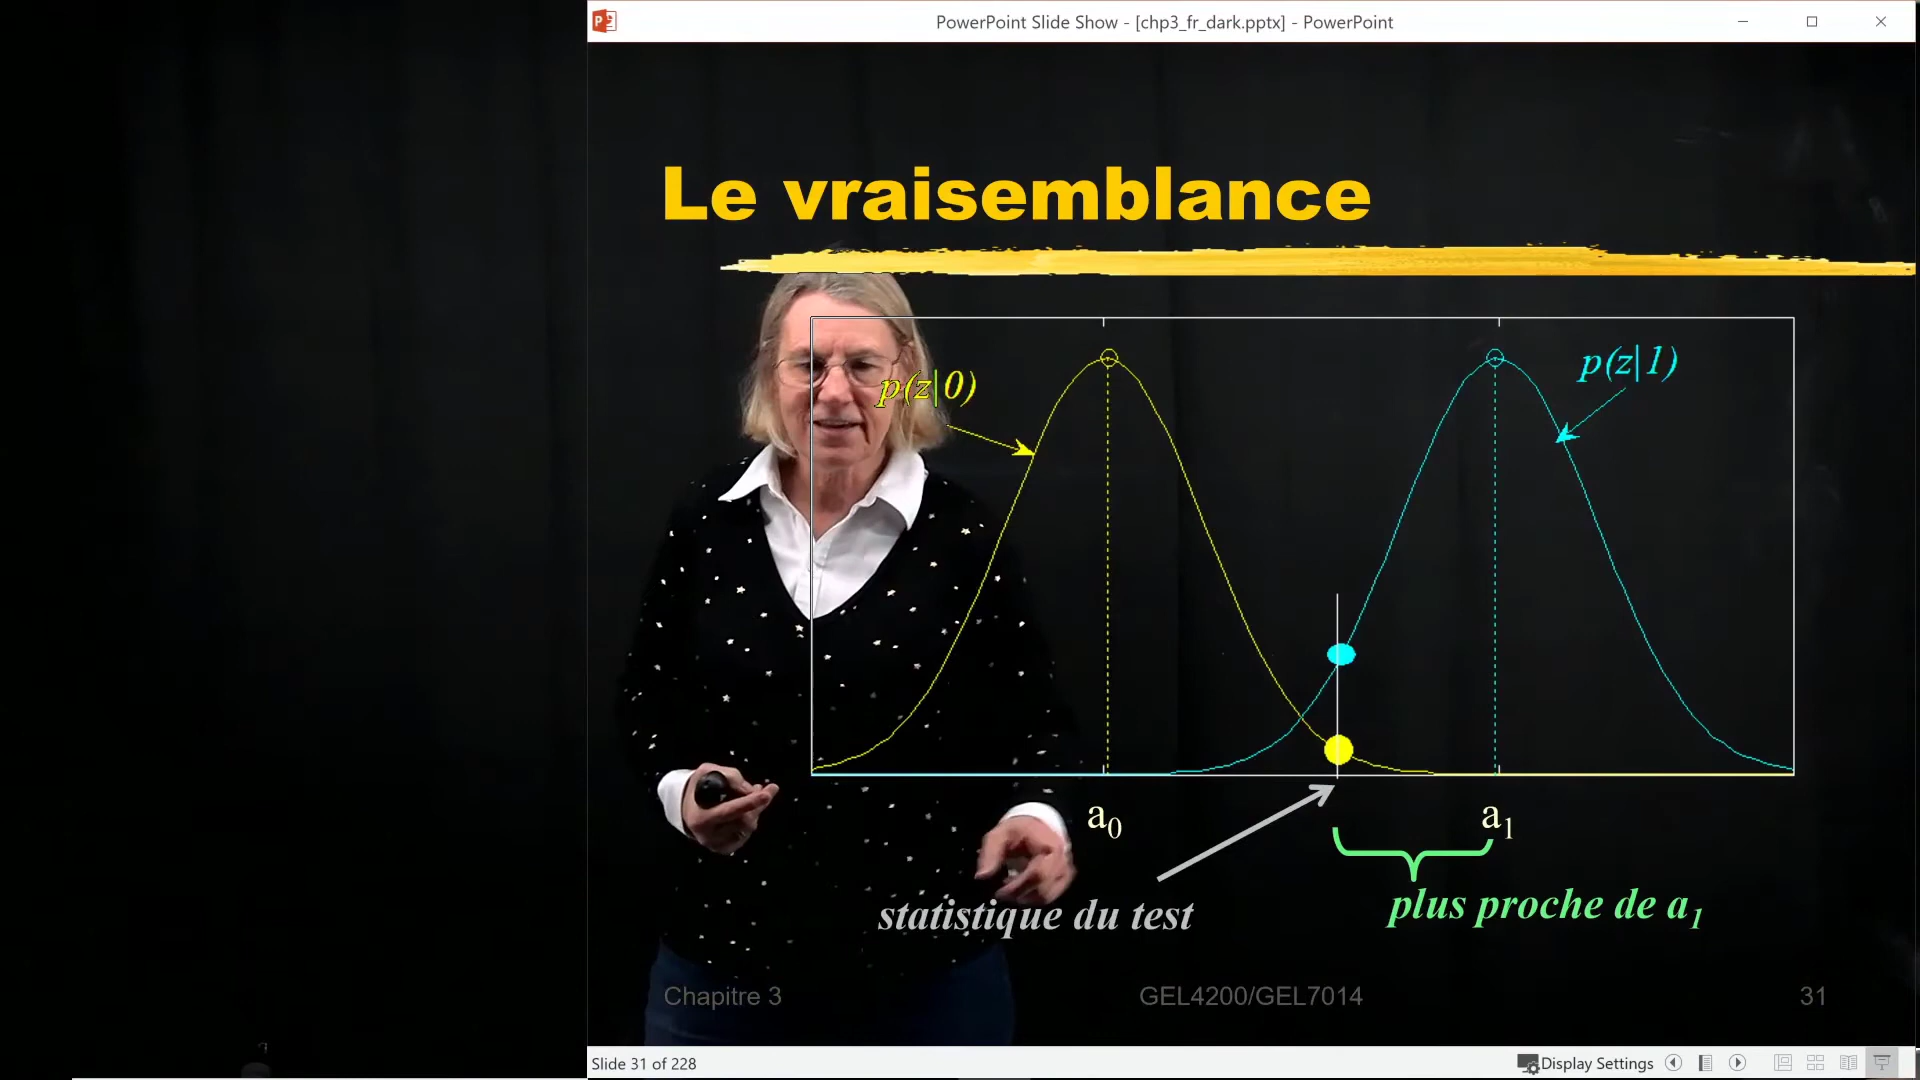 PowerPoint Slide Show - [chp3_fr_dark.pptx] - PowerPoint
Le vraisemblance
p(z|0)
p(z|1)
a0
a1
statistique du test
plus proche de a1
Chapitre 3
GEL4200/GEL7014
31
Slide 31 of 228
Display Settings